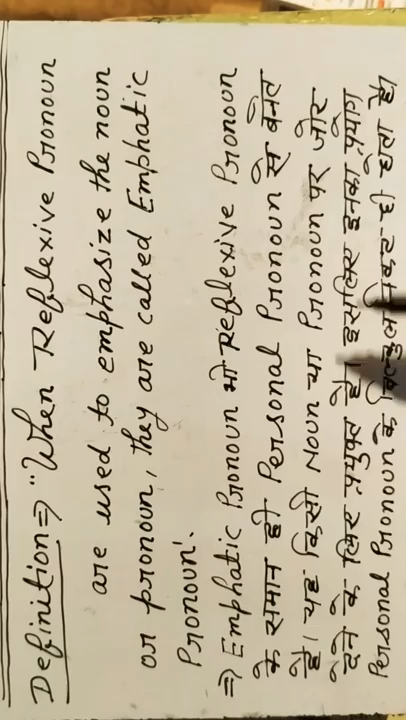 Definition⇒ "When Reflexive Pronoun
are used to emphasize the noun
or pronoun, they are called Emphatic
Pronoun'.
⇒ Emphatic Pronoun भी Reflexive Pronoun
के समान ही Personal Pronoun से बनते
हैं। यह किसी Noun या Pronoun पर जोर
देने के लिए प्रयुक्त है। इसलिए इनका प्रयोग
Personal Pronoun के ही होता है।